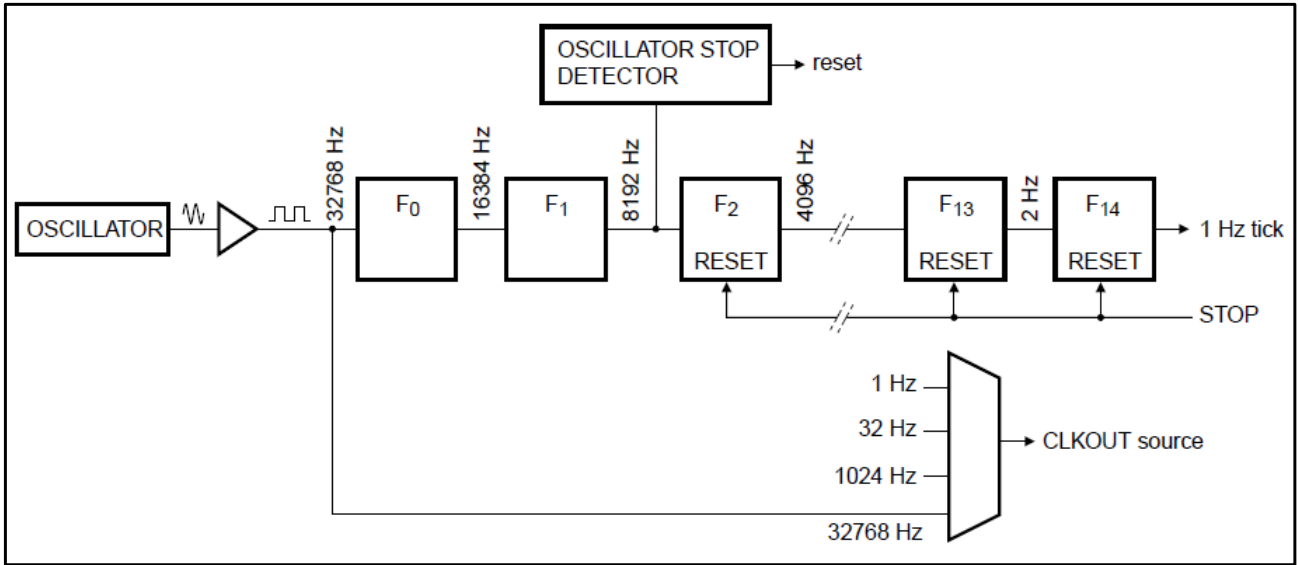 OSCILLATOR STOP
DETECTOR
reset
32768 Hz
16384 Hz
8192 Hz
4096 Hz
2 Hz
OSCILLATOR
F0
F1
F2
F13
F14
1 Hz tick
RESET
RESET
RESET
STOP
1 Hz
32 Hz
CLKOUT source
1024 Hz
32768 Hz